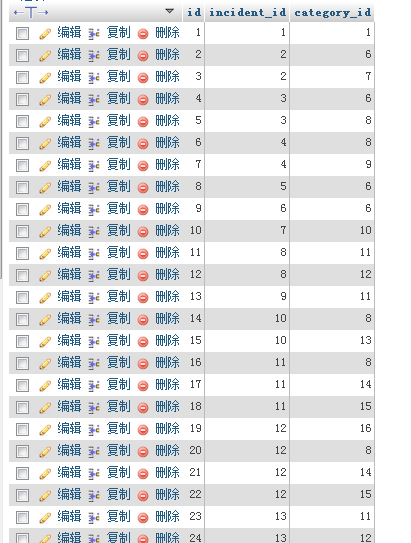 id incident_id category_id
编辑 复制 删除 1 1 1
编辑 复制 删除 2 2 6
编辑 复制 删除 3 2 7
编辑 复制 删除 4 3 6
编辑 复制 删除 5 3 8
编辑 复制 删除 6 4 8
编辑 复制 删除 7 4 9
编辑 复制 删除 8 5 6
编辑 复制 删除 9 6 6
编辑 复制 删除 10 7 10
编辑 复制 删除 11 8 11
编辑 复制 删除 12 8 12
编辑 复制 删除 13 9 11
编辑 复制 删除 14 10 8
编辑 复制 删除 15 10 13
编辑 复制 删除 16 11 8
编辑 复制 删除 17 11 14
编辑 复制 删除 18 11 15
编辑 复制 删除 19 12 16
编辑 复制 删除 20 12 8
编辑 复制 删除 21 12 14
编辑 复制 删除 22 12 15
编辑 复制 删除 23 13 11
编辑 复制 删除 24 13 12